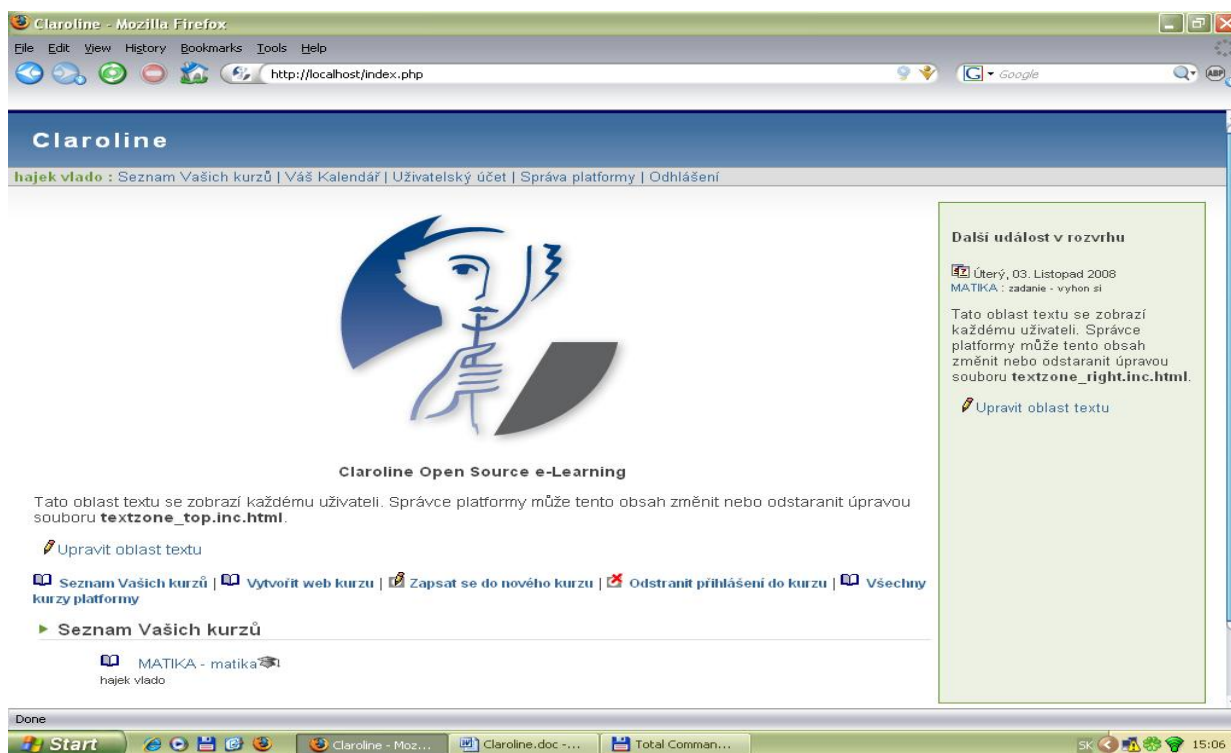 Claroline - Mozilla Firefox
File Edit View History Bookmarks Tools Help
http://localhost/index.php
G Google
ABP
Claroline
hajek vlado : Seznam Vašich kurzů | Váš Kalendář | Uživatelský účet | Správa platformy | Odhlášení
Claroline Open Source e-Learning
Tato oblast textu se zobrazí každému uživateli. Správce platformy může tento obsah změnit nebo odstaranit úpravou
souboru textzone_top.inc.html.
Upravit oblast textu
Seznam Vašich kurzů | Vytvořit web kurzu | Zapsat se do nového kurzu | Odstranit přihlášení do kurzu | Všechny
kurzy platformy
Seznam Vašich kurzů
MATIKA - matika
hajek vlado
Další událost v rozvrhu
Úterý, 03. Listopad 2008
MATIKA : zadanie - vyhon si
Tato oblast textu se zobrazí
každému uživateli. Správce
platformy může tento obsah
změnit nebo odstaranit úpravou
souboru textzone_right.inc.html.
Upravit oblast textu
Done
Start Claroline - Moz... Claroline.doc -... Total Comman... SK 15:06